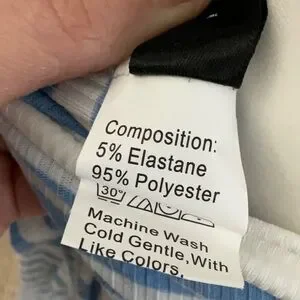 Composition:
5% Elastane
95% Polyester
30°
Machine Wash
Cold Gentle,With
Like Colors,